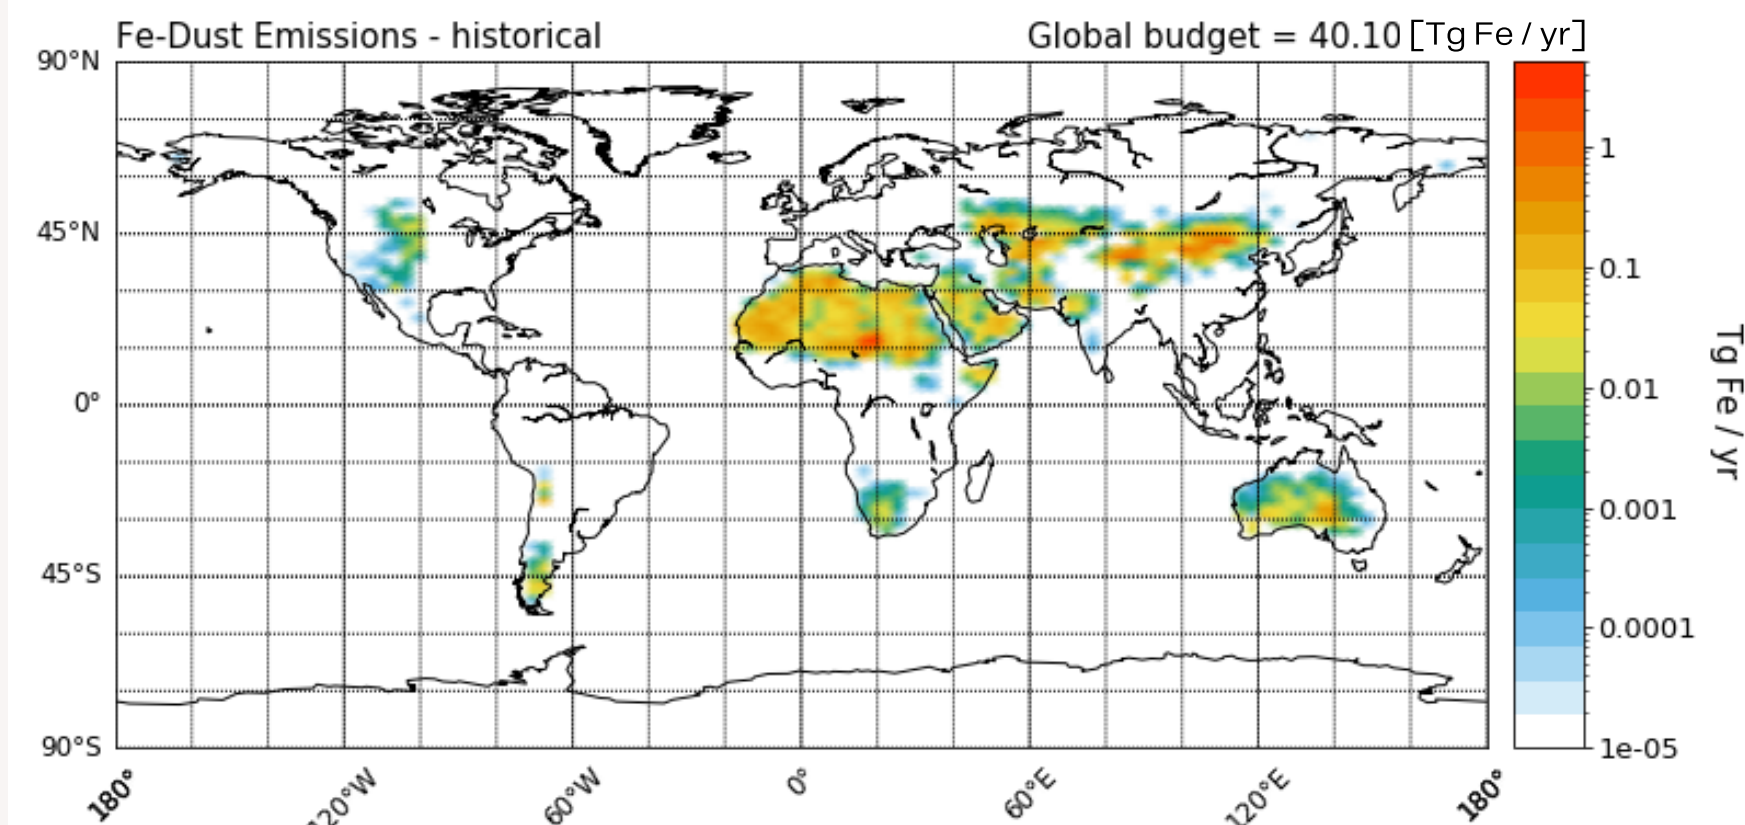 Fe-Dust Emissions - historical
Global budget = 40.10 [Tg Fe / yr]
90°N
45°N
0°
45°S
90°S
180°
120°W
60°W
0°
60°E
120°E
180°
1
0.1
0.01
0.001
0.0001
1e-05
Tg Fe / yr